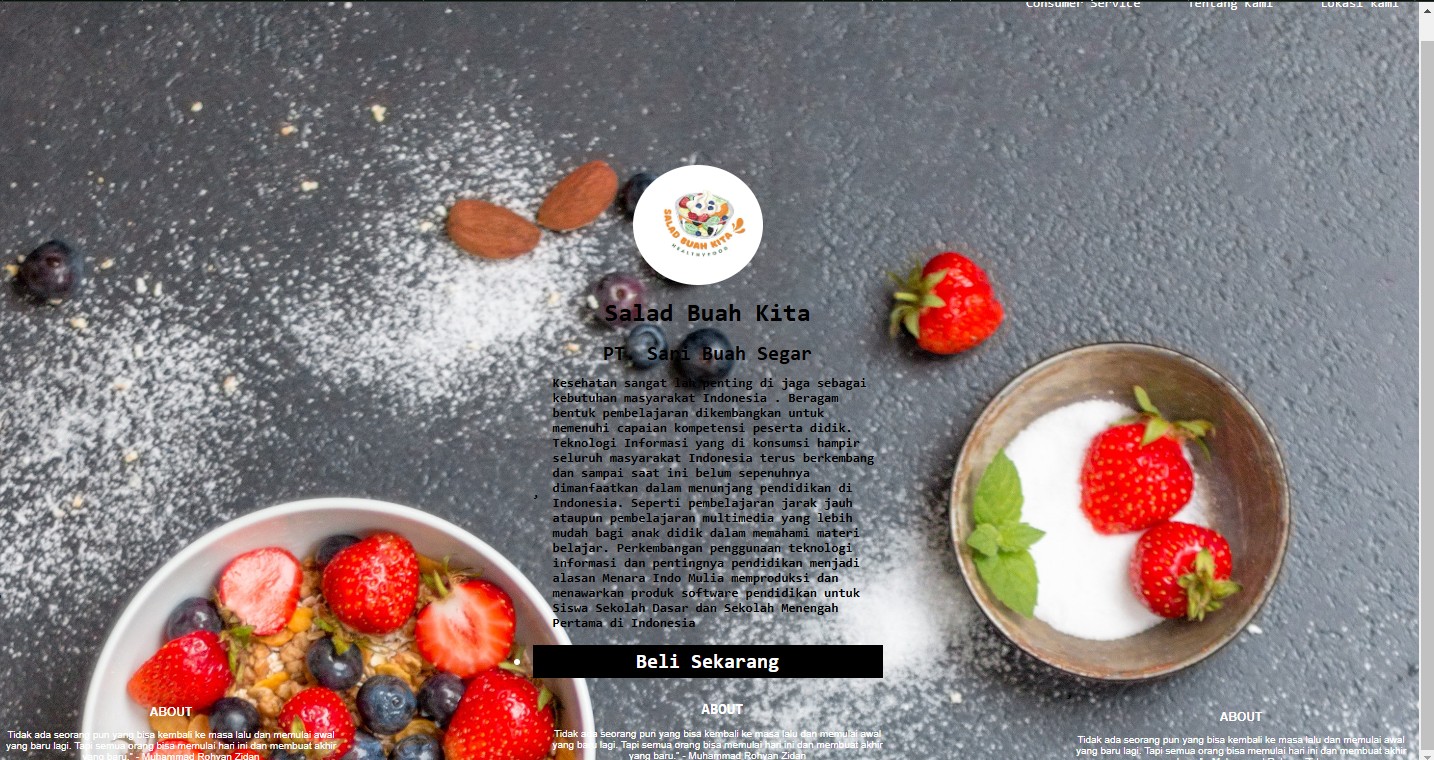 Consumer Service Tentang Kami Lokasi kami
SALAD BUAH KITA
HEALTHYFOOD
Salad Buah Kita
PT. Sari Buah Segar
Kesehatan sangat lah penting di jaga sebagai
kebutuhan masyarakat Indonesia . Beragam
bentuk pembelajaran dikembangkan untuk
memenuhi capaian kompetensi peserta didik.
Teknologi Informasi yang di konsumsi hampir
seluruh masyarakat Indonesia terus berkembang
dan sampai saat ini belum sepenuhnya
dimanfaatkan dalam menunjang pendidikan di
Indonesia. Seperti pembelajaran jarak jauh
ataupun pembelajaran multimedia yang lebih
mudah bagi anak didik dalam memahami materi
belajar. Perkembangan penggunaan teknologi
informasi dan pentingnya pendidikan menjadi
alasan Menara Indo Mulia memproduksi dan
menawarkan produk software pendidikan untuk
Siswa Sekolah Dasar dan Sekolah Menengah
Pertama di Indonesia
,
Beli Sekarang
ABOUT
Tidak ada seorang pun yang bisa kembali ke masa lalu dan memulai awal
yang baru lagi. Tapi semua orang bisa memulai hari ini dan membuat akhir
yang baru." - Muhammad Rohyan Zidan
ABOUT
Tidak ada seorang pun yang bisa kembali ke masa lalu dan memulai awal
yang baru lagi. Tapi semua orang bisa memulai hari ini dan membuat akhir
yang baru." - Muhammad Rohyan Zidan
ABOUT
Tidak ada seorang pun yang bisa kembali ke masa lalu dan memulai awal
yang baru lagi. Tapi semua orang bisa memulai hari ini dan membuat akhir